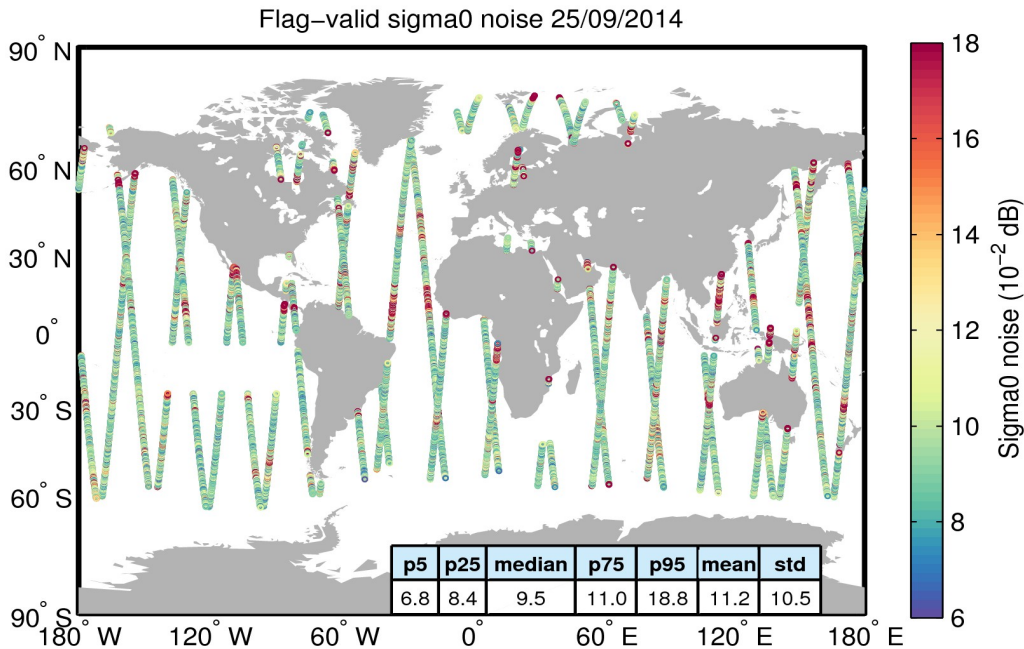 Flag−valid sigma0 noise 25/09/2014
90° N
60° N
30° N
0°
30° S
60° S
90° S
180° W
120° W
60° W
0°
60° E
120° E
180° E
18
16
14
12
10
8
6
Sigma0 noise (10⁻² dB)
p5 p25 median p75 p95 mean std
6.8 8.4 9.5 11.0 18.8 11.2 10.5